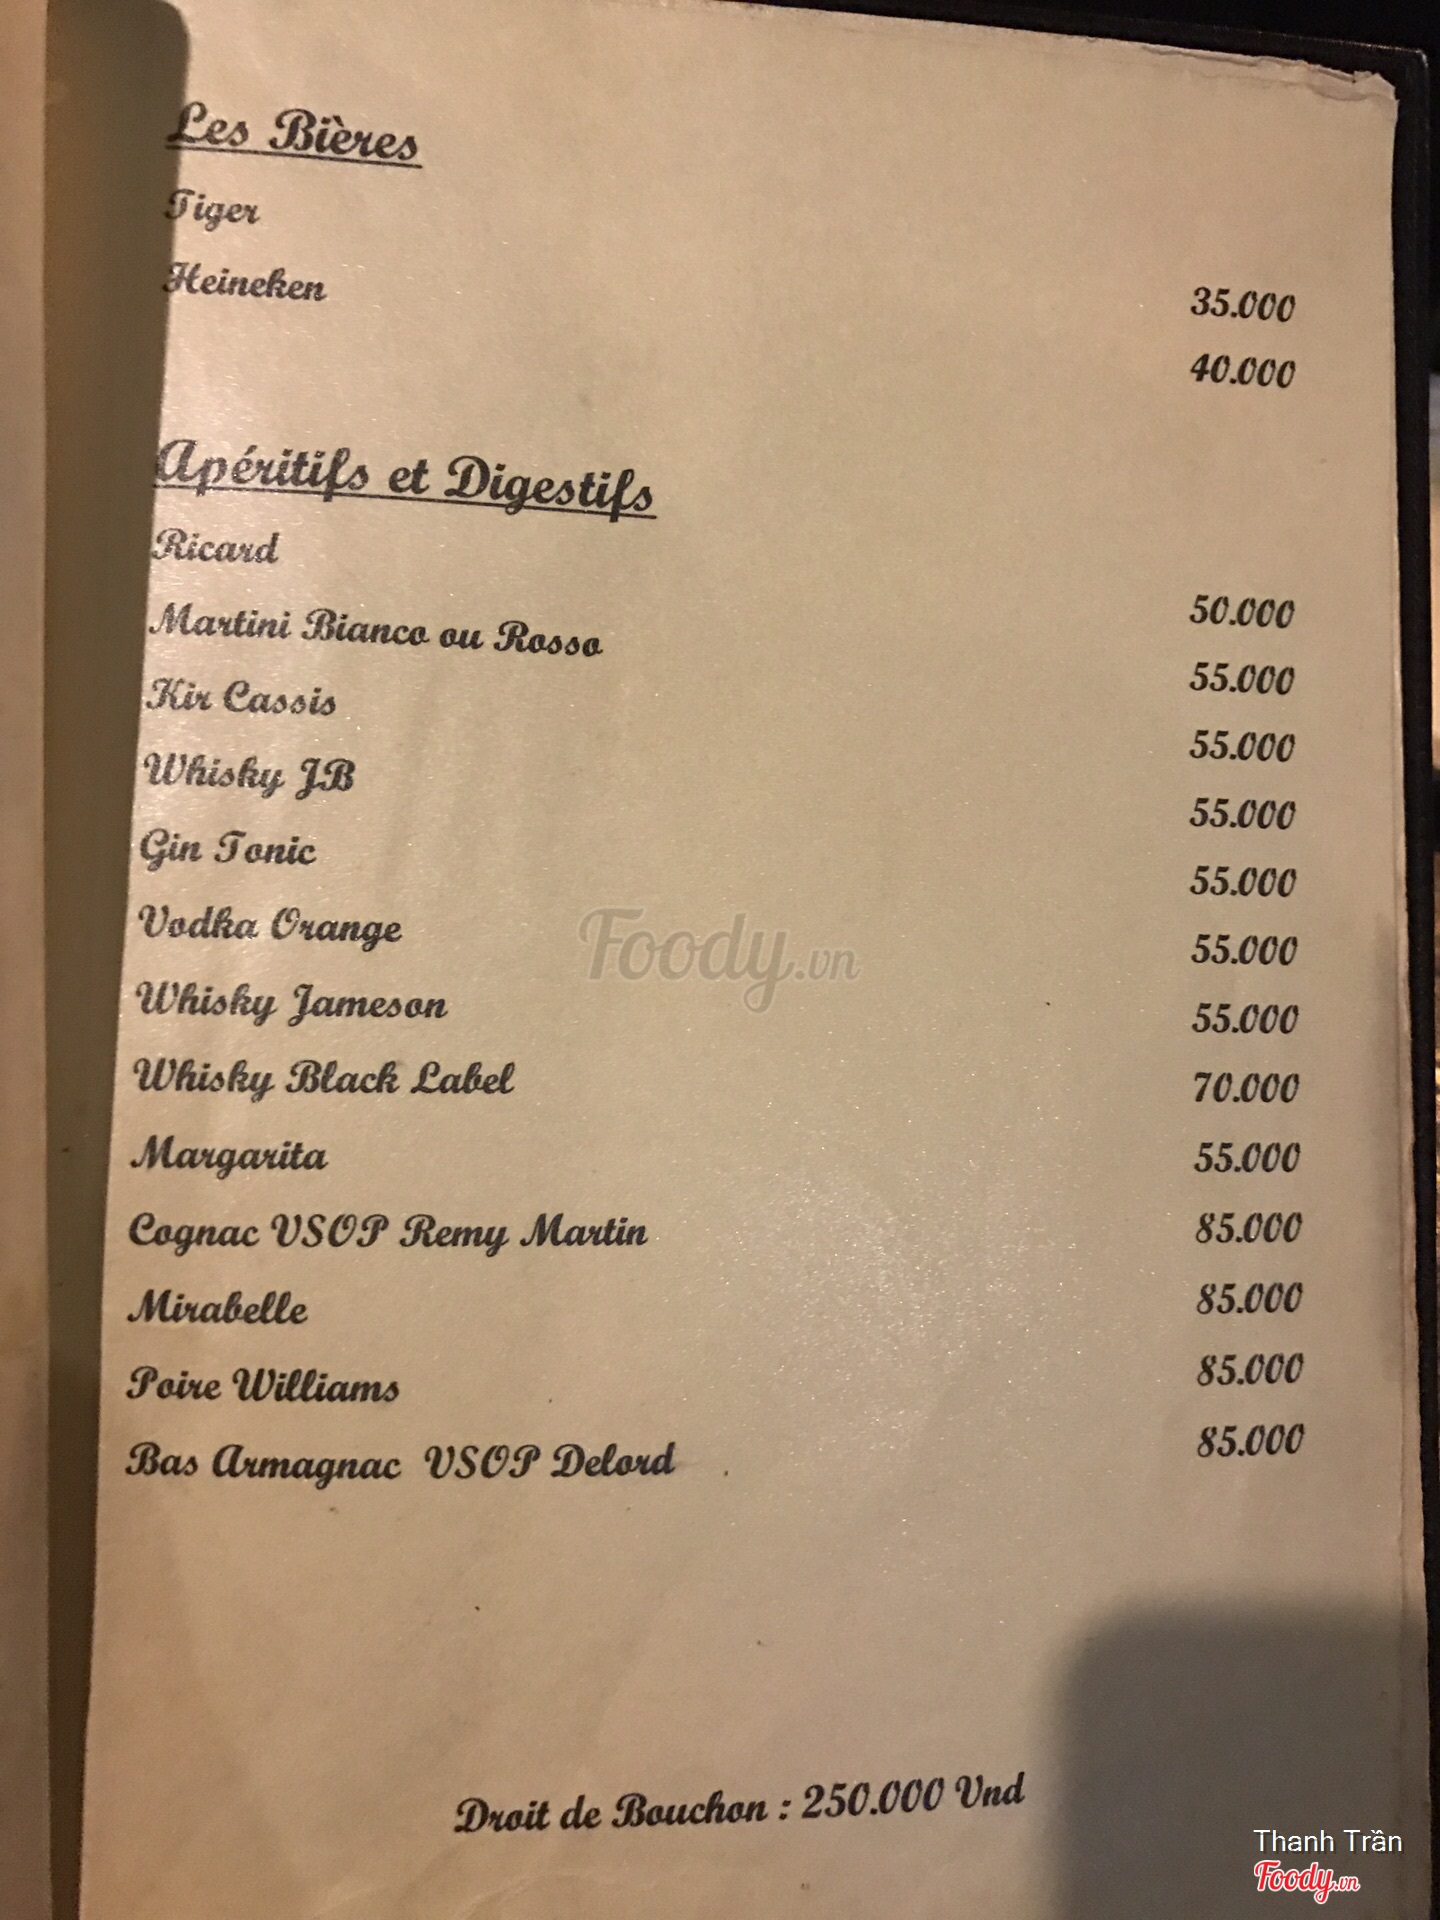 Les Bières
Tiger 35.000
Heineken 40.000
Apéritifs et Digestifs
Ricard 50.000
Martini Bianco ou Rosso 55.000
Kir Cassis 55.000
Whisky JB 55.000
Gin Tonic 55.000
Vodka Orange 55.000
Whisky Jameson 55.000
Whisky Black Label 70.000
Margarita 55.000
Cognac VSOP Remy Martin 85.000
Mirabelle 85.000
Poire Williams 85.000
Bas Armagnac VSOP Delord 85.000
Droit de Bouchon : 250.000 Vnd
Foody.vn
Thanh Trần
Foody.vn